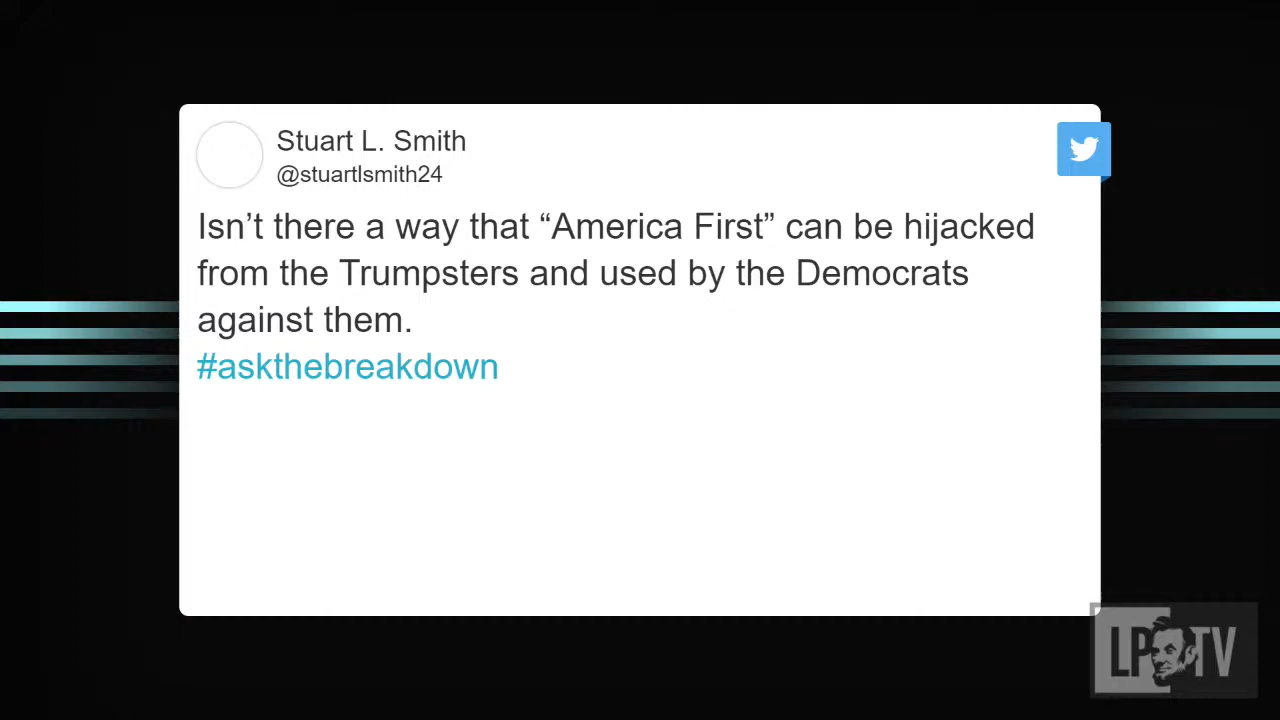 Stuart L. Smith
@stuartlsmith24
Isn’t there a way that “America First” can be hijacked
from the Trumpsters and used by the Democrats
against them.
#askthebreakdown
LP TV